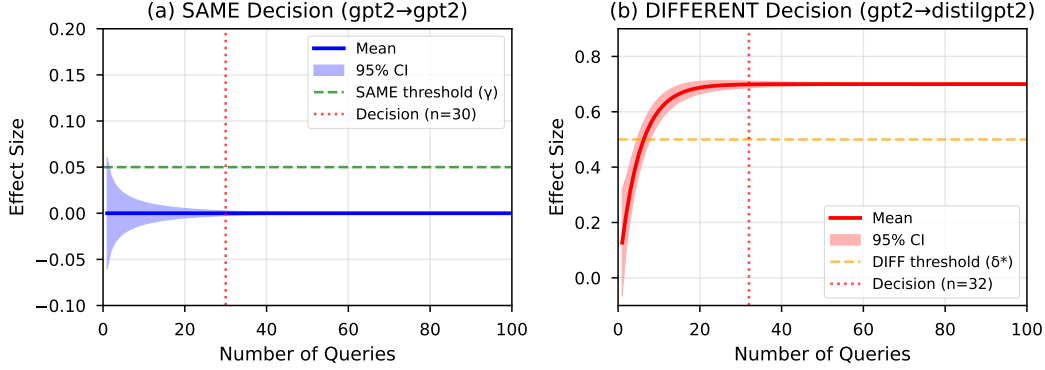 (a) SAME Decision (gpt2→gpt2)
Effect Size
0.20
0.15
0.10
0.05
0.00
−0.05
−0.10
Mean
95% CI
SAME threshold (γ)
Decision (n=30)
0
20
40
60
80
100
Number of Queries
(b) DIFFERENT Decision (gpt2→distilgpt2)
Effect Size
0.8
0.6
0.4
0.2
0.0
Mean
95% CI
DIFF threshold (δ*)
Decision (n=32)
0
20
40
60
80
100
Number of Queries